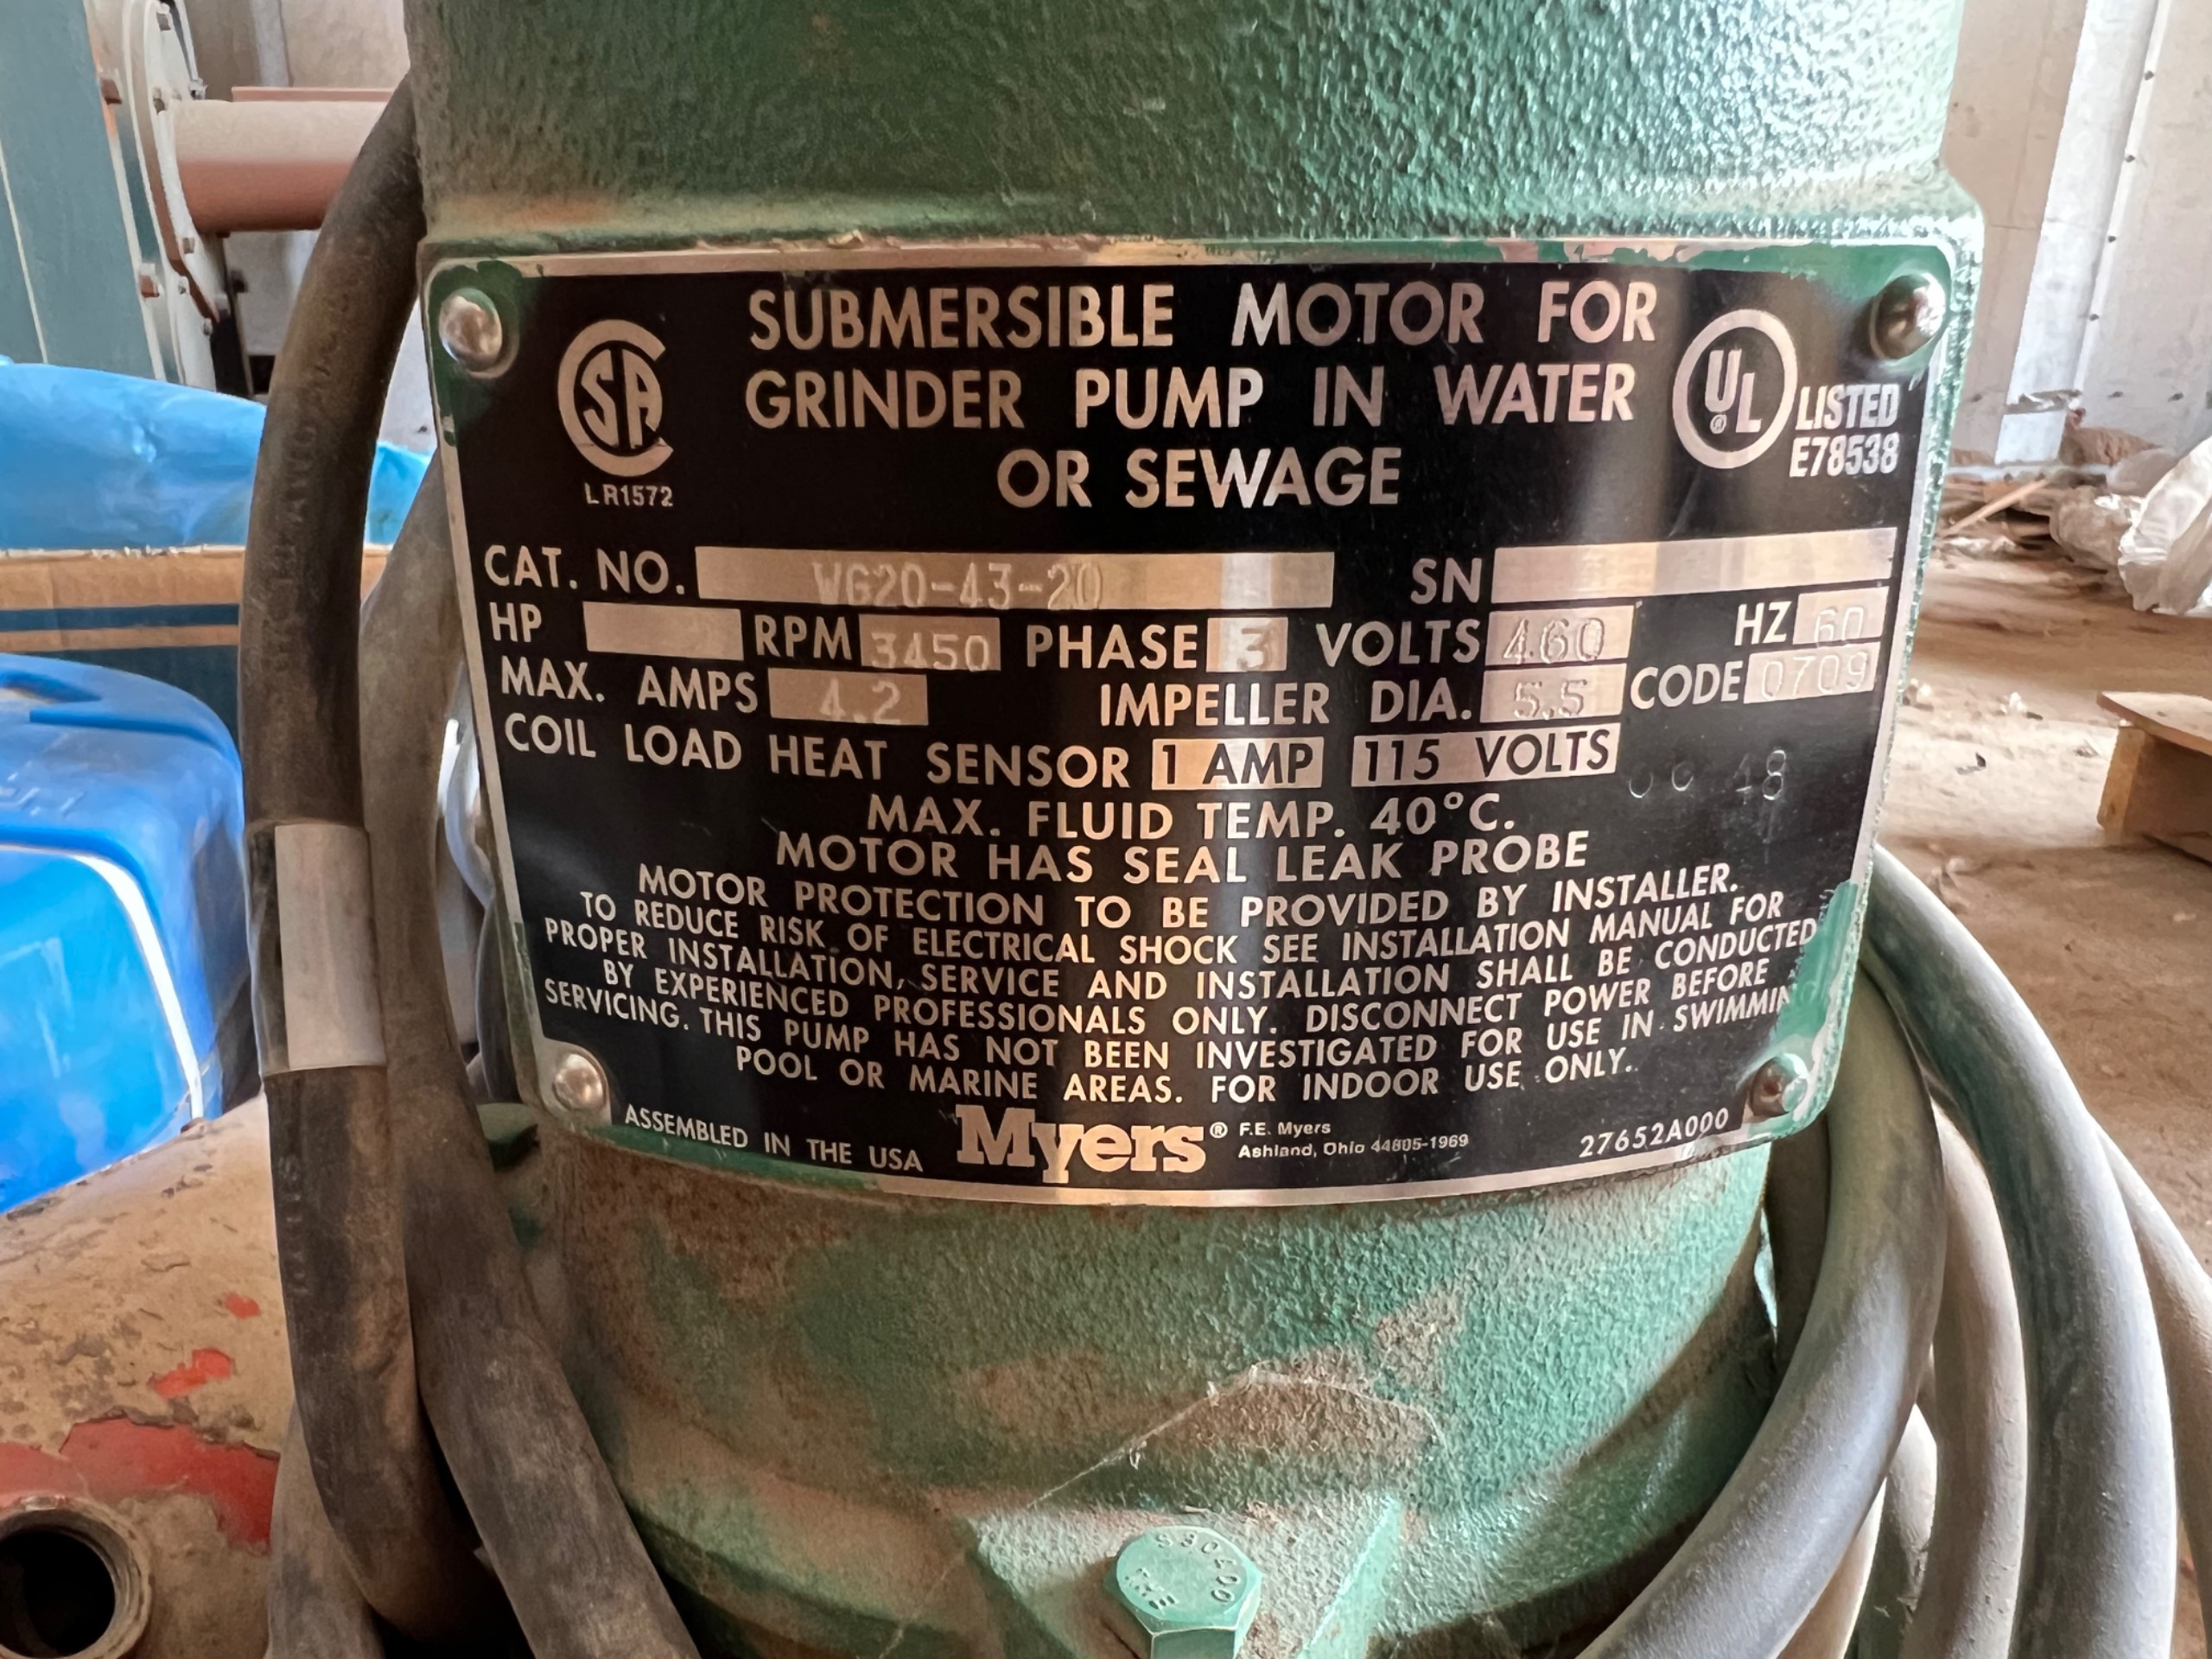 SUBMERSIBLE MOTOR FOR
GRINDER PUMP IN WATER
OR SEWAGE
LR1572
UL
LISTED
E78538
CAT. NO. WG20-43-20 SN
HP RPM 3450 PHASE 3 VOLTS 460 HZ 60
MAX. AMPS 4.2 IMPELLER DIA. 5.5 CODE 0709
COIL LOAD HEAT SENSOR 1 AMP 115 VOLTS
48
MAX. FLUID TEMP. 40°C.
MOTOR HAS SEAL LEAK PROBE
MOTOR PROTECTION TO BE PROVIDED BY INSTALLER.
TO REDUCE RISK OF ELECTRICAL SHOCK SEE INSTALLATION MANUAL FOR
PROPER INSTALLATION, SERVICE AND INSTALLATION SHALL BE CONDUCTED
BY EXPERIENCED PROFESSIONALS ONLY. DISCONNECT POWER BEFORE
SERVICING. THIS PUMP HAS NOT BEEN INVESTIGATED FOR USE IN SWIMMIN
POOL OR MARINE AREAS. FOR INDOOR USE ONLY.
ASSEMBLED IN THE USA
Myers®
F.E. Myers
Ashland, Ohio 44805-1969
27652A000